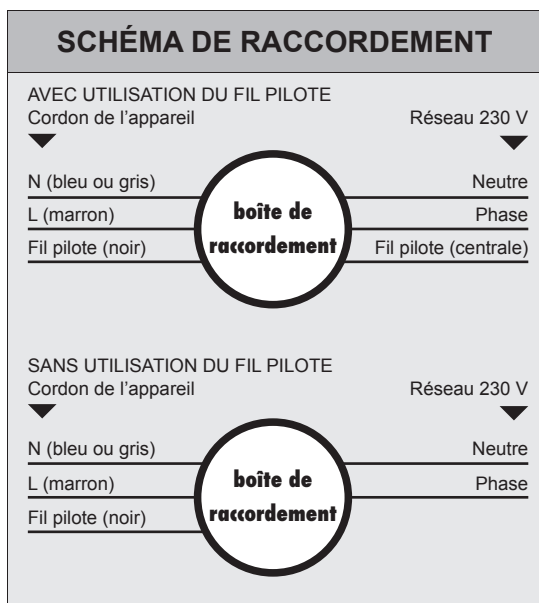 SCHÉMA DE RACCORDEMENT
AVEC UTILISATION DU FIL PILOTE
Cordon de l’appareil Réseau 230 V
N (bleu ou gris) Neutre
L (marron) Phase
Fil pilote (noir) Fil pilote (centrale)
boîte de
raccordement
SANS UTILISATION DU FIL PILOTE
Cordon de l’appareil Réseau 230 V
N (bleu ou gris) Neutre
L (marron) Phase
Fil pilote (noir)
boîte de
raccordement